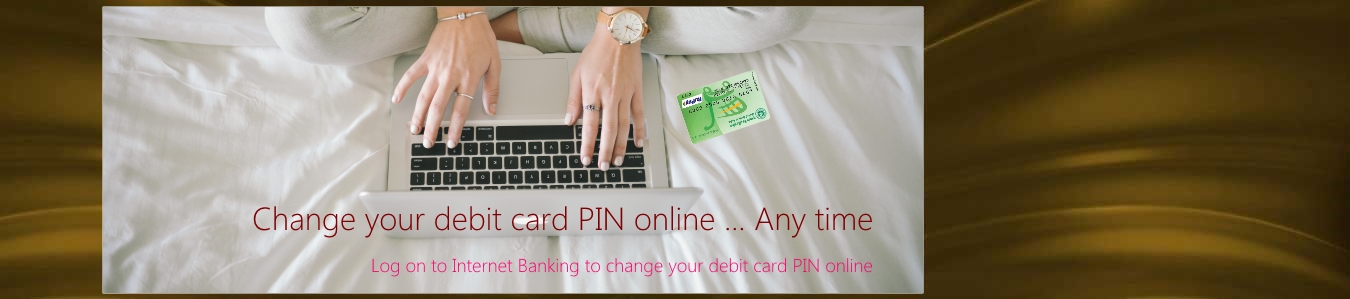 Change your debit card PIN online ... Any time
Log on to Internet Banking to change your debit card PIN online